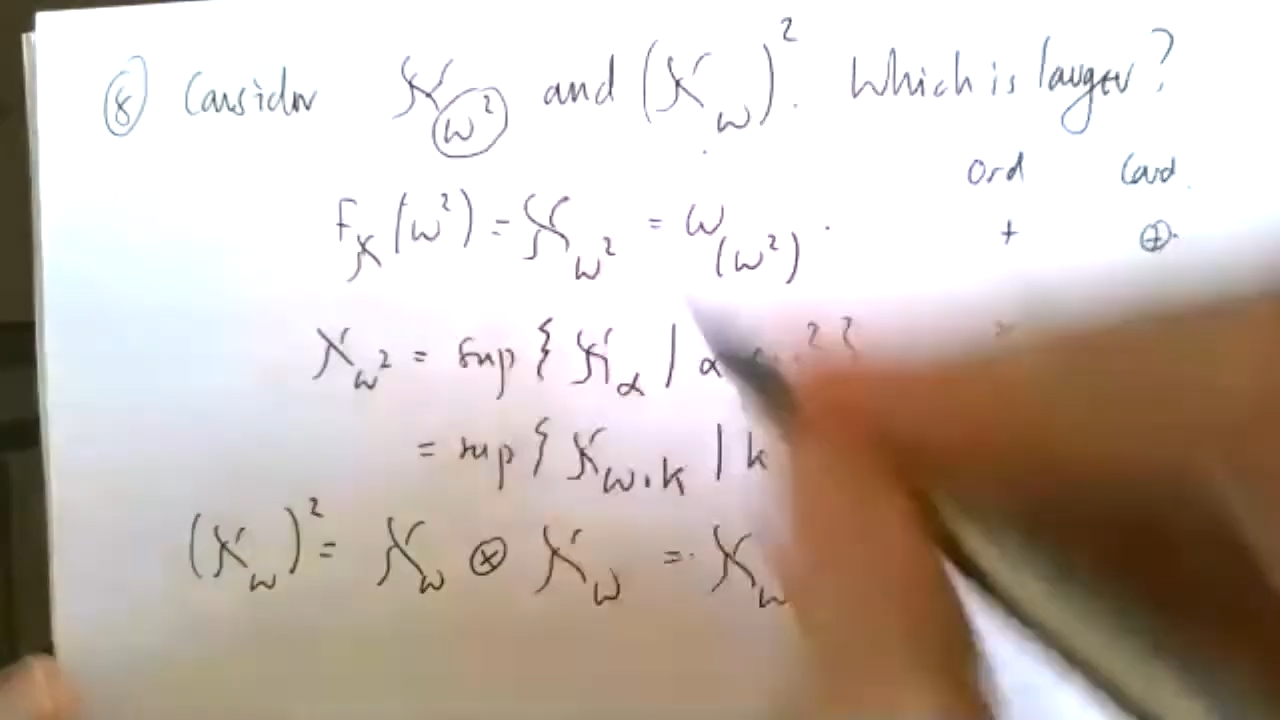 ⑧ Consider ℵ_(ω²) and (ℵ_ω)². Which is larger?
Ord Card
F_ℵ(ω²) = ℵ_ω² = ω_(ω²).
+ ⊕.
ℵ_ω² = sup { ℵ_α | α
= sup { ℵ_ω·k | k
(ℵ_ω)² = ℵ_ω ⊗ ℵ_ω = ℵ_ω